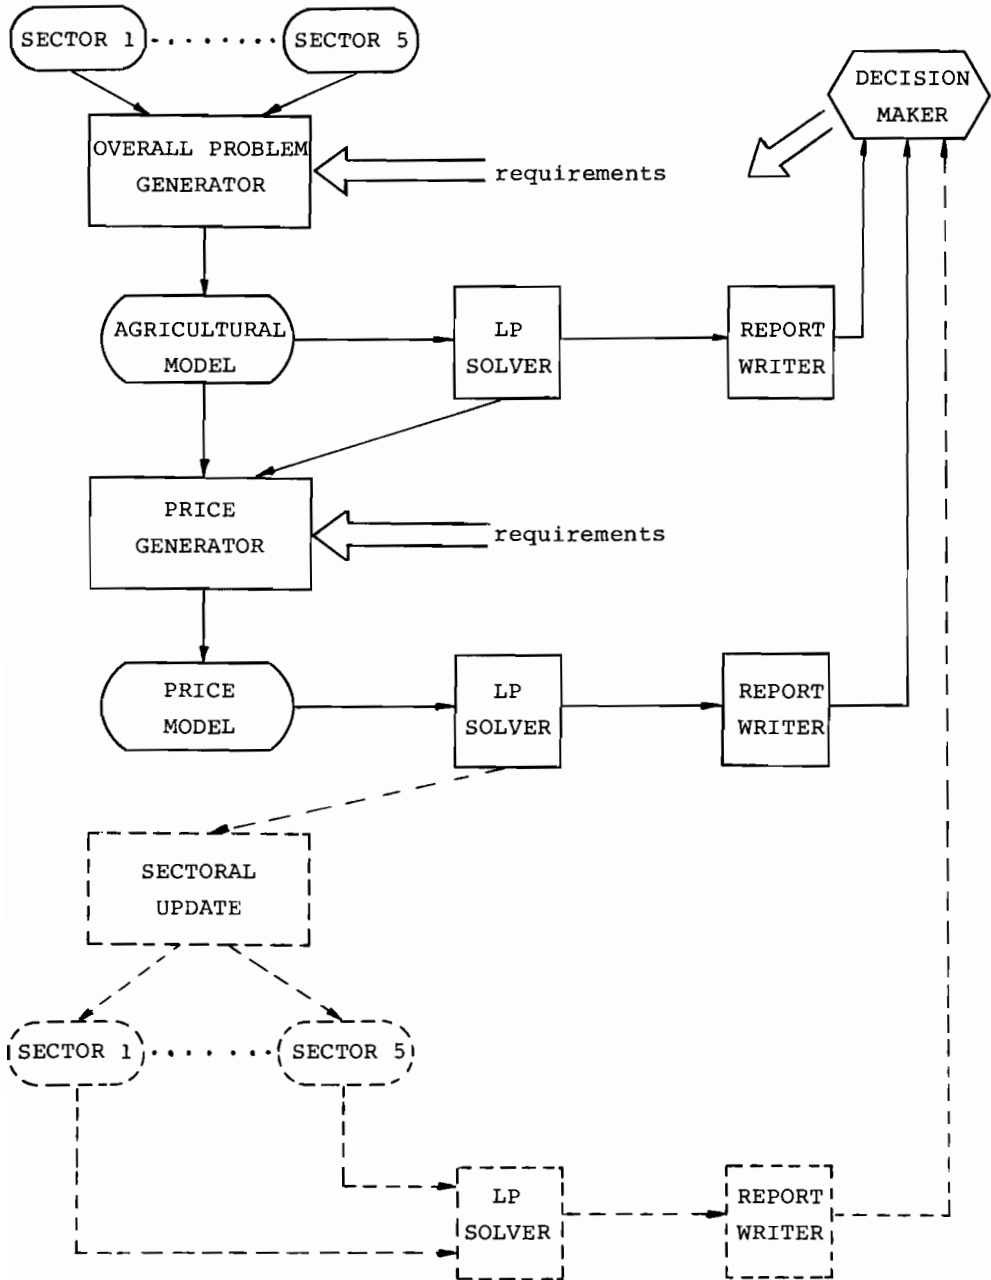 SECTOR 1
SECTOR 5
DECISION
MAKER
OVERALL PROBLEM
GENERATOR
requirements
AGRICULTURAL
MODEL
LP
SOLVER
REPORT
WRITER
PRICE
GENERATOR
requirements
PRICE
MODEL
LP
SOLVER
REPORT
WRITER
SECTORAL
UPDATE
SECTOR 1
SECTOR 5
LP
SOLVER
REPORT
WRITER